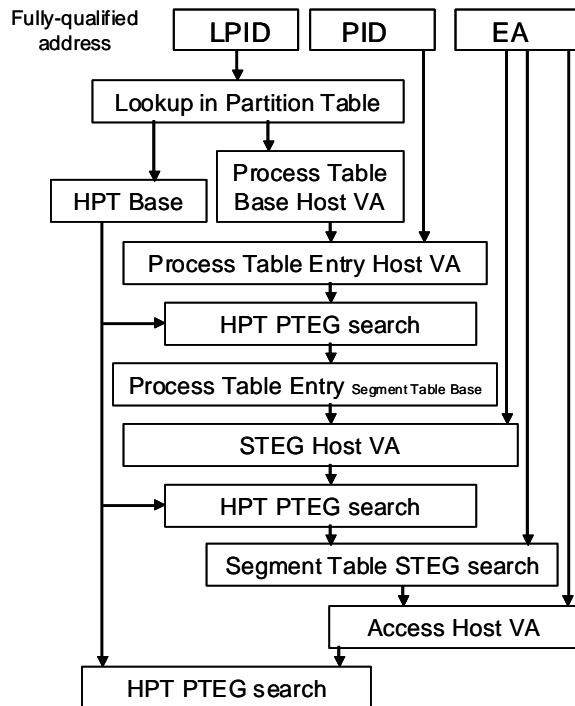 Fully-qualified
address
LPID
PID
EA
Lookup in Partition Table
HPT Base
Process Table
Base Host VA
Process Table Entry Host VA
HPT PTEG search
Process Table Entry Segment Table Base
STEG Host VA
HPT PTEG search
Segment Table STEG search
Access Host VA
HPT PTEG search